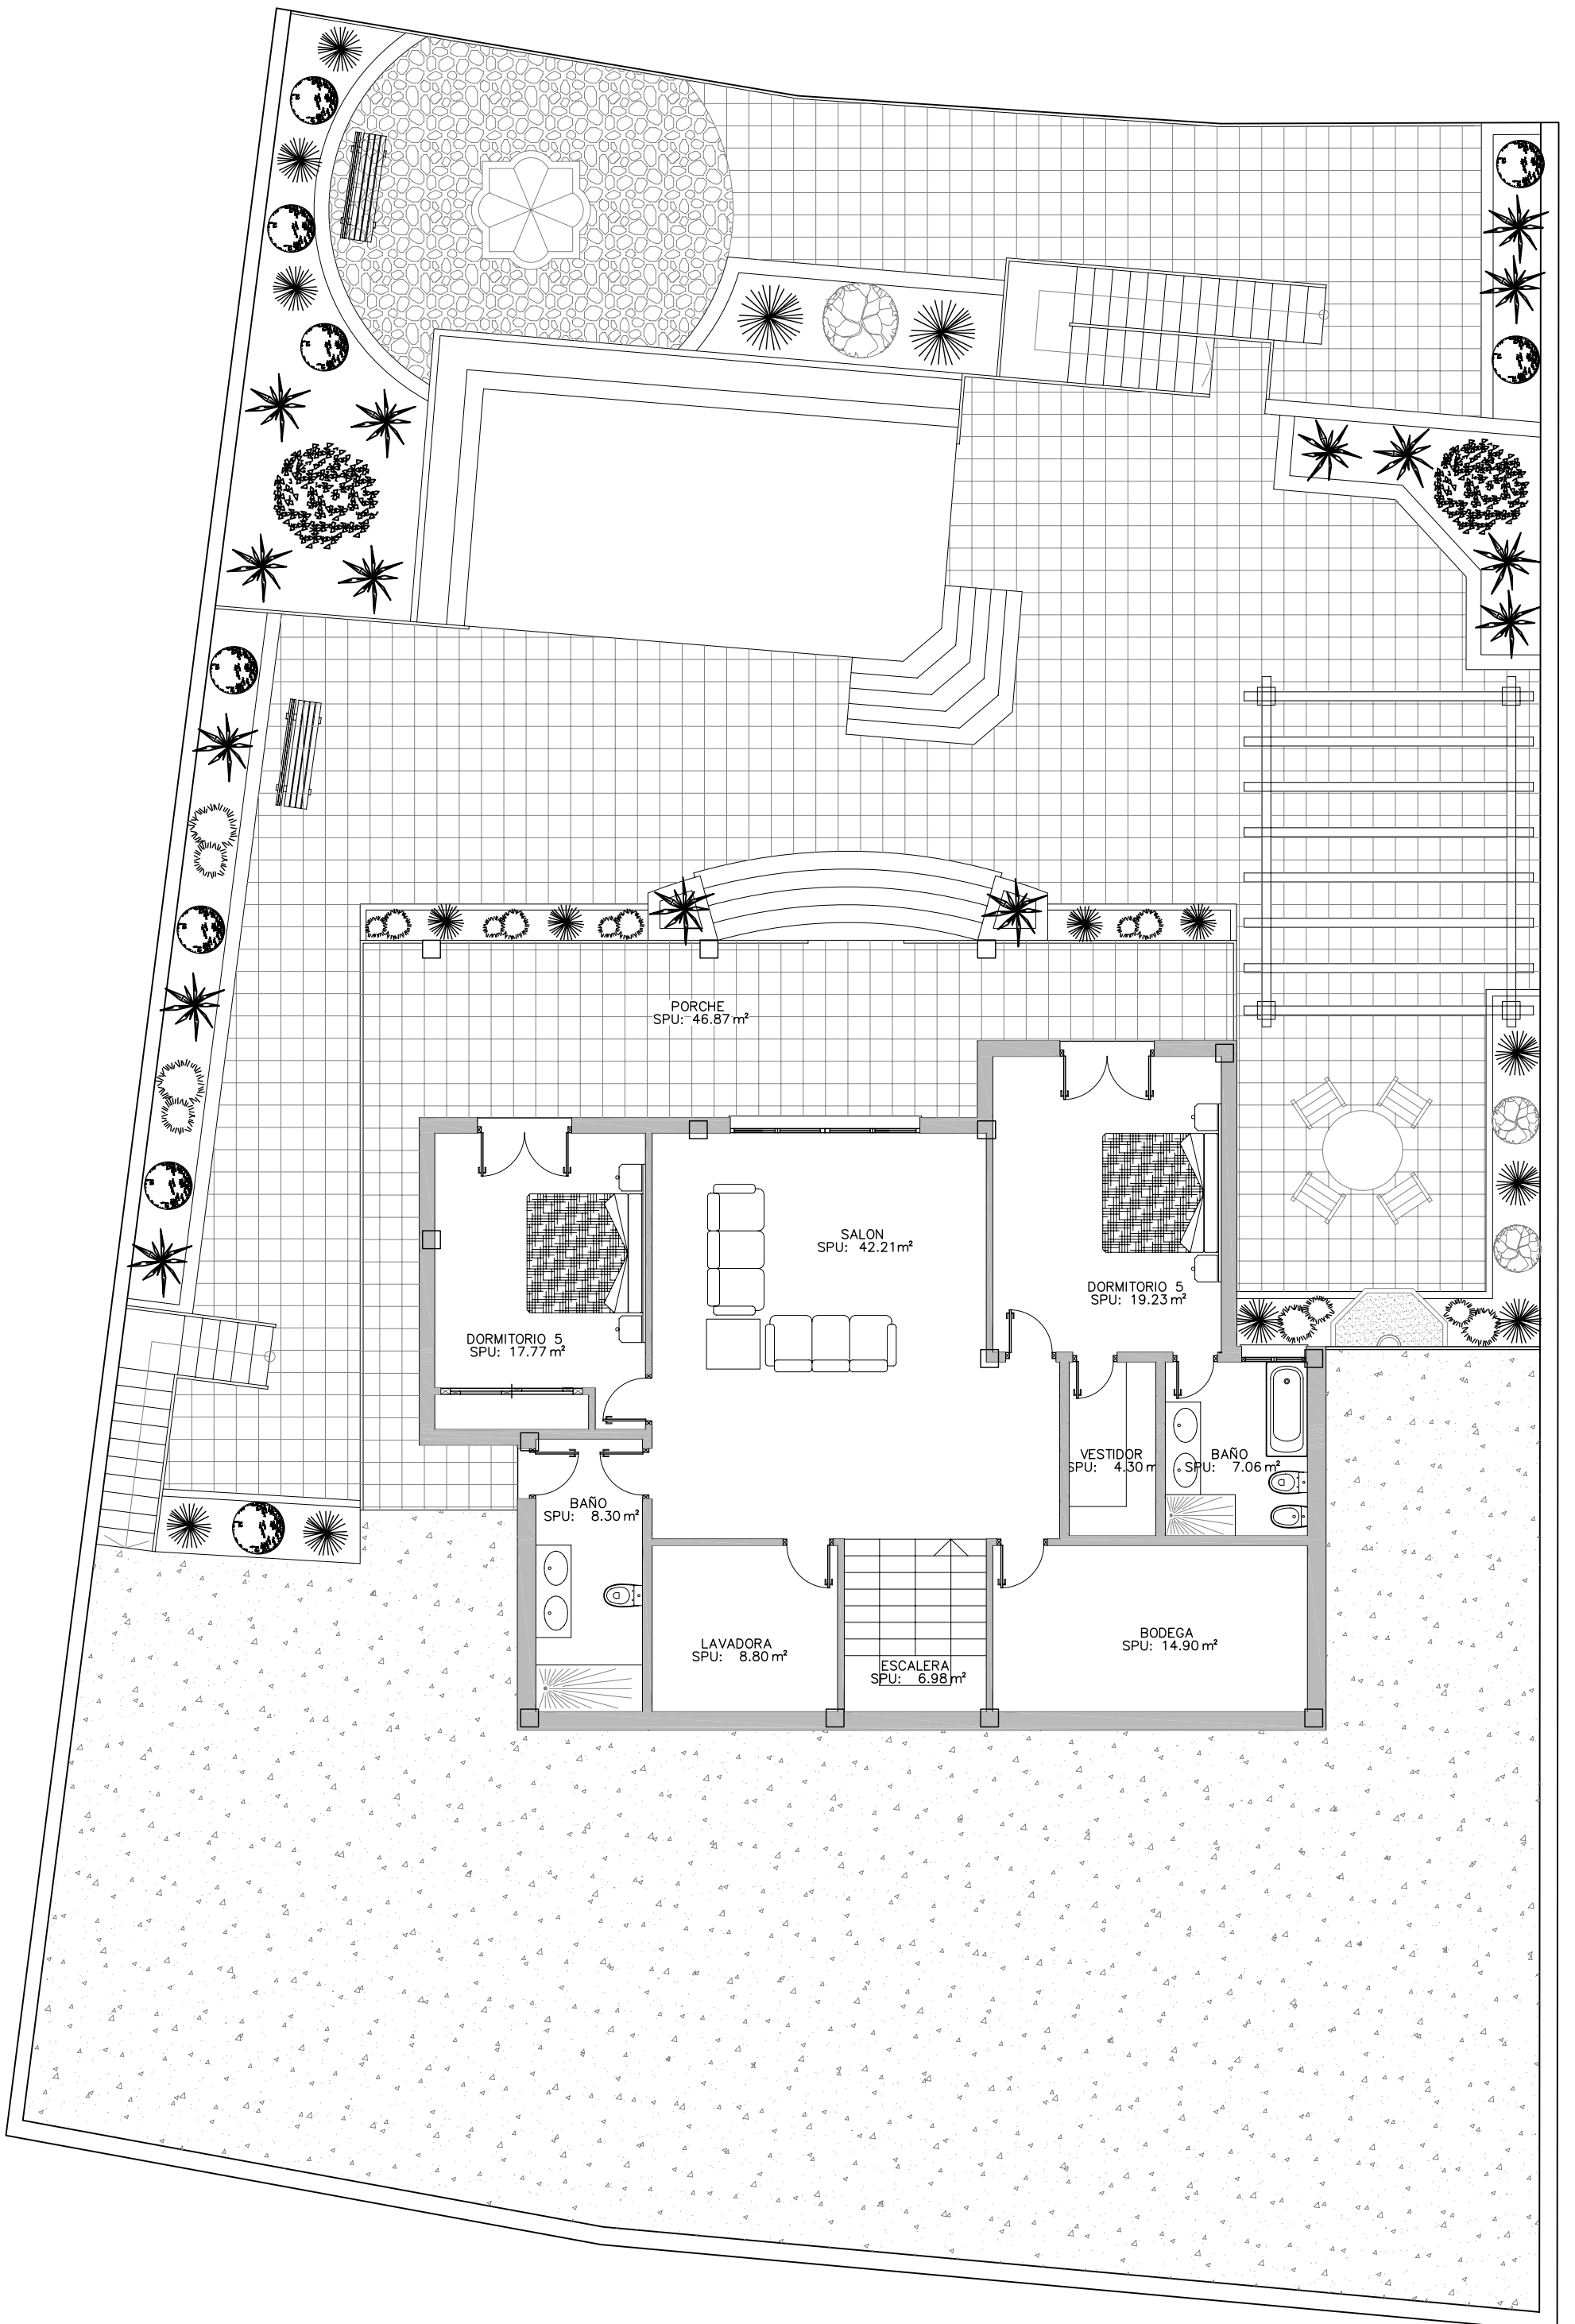 PORCHE
SPU: 46.87 m²
SALON
SPU: 42.21 m²
DORMITORIO 5
SPU: 19.23 m²
DORMITORIO 5
SPU: 17.77 m²
VESTIDOR
SPU: 4.30 m
BAÑO
SPU: 7.06 m²
BAÑO
SPU: 8.30 m²
LAVADORA
SPU: 8.80 m²
ESCALERA
SPU: 6.98 m²
BODEGA
SPU: 14.90 m²